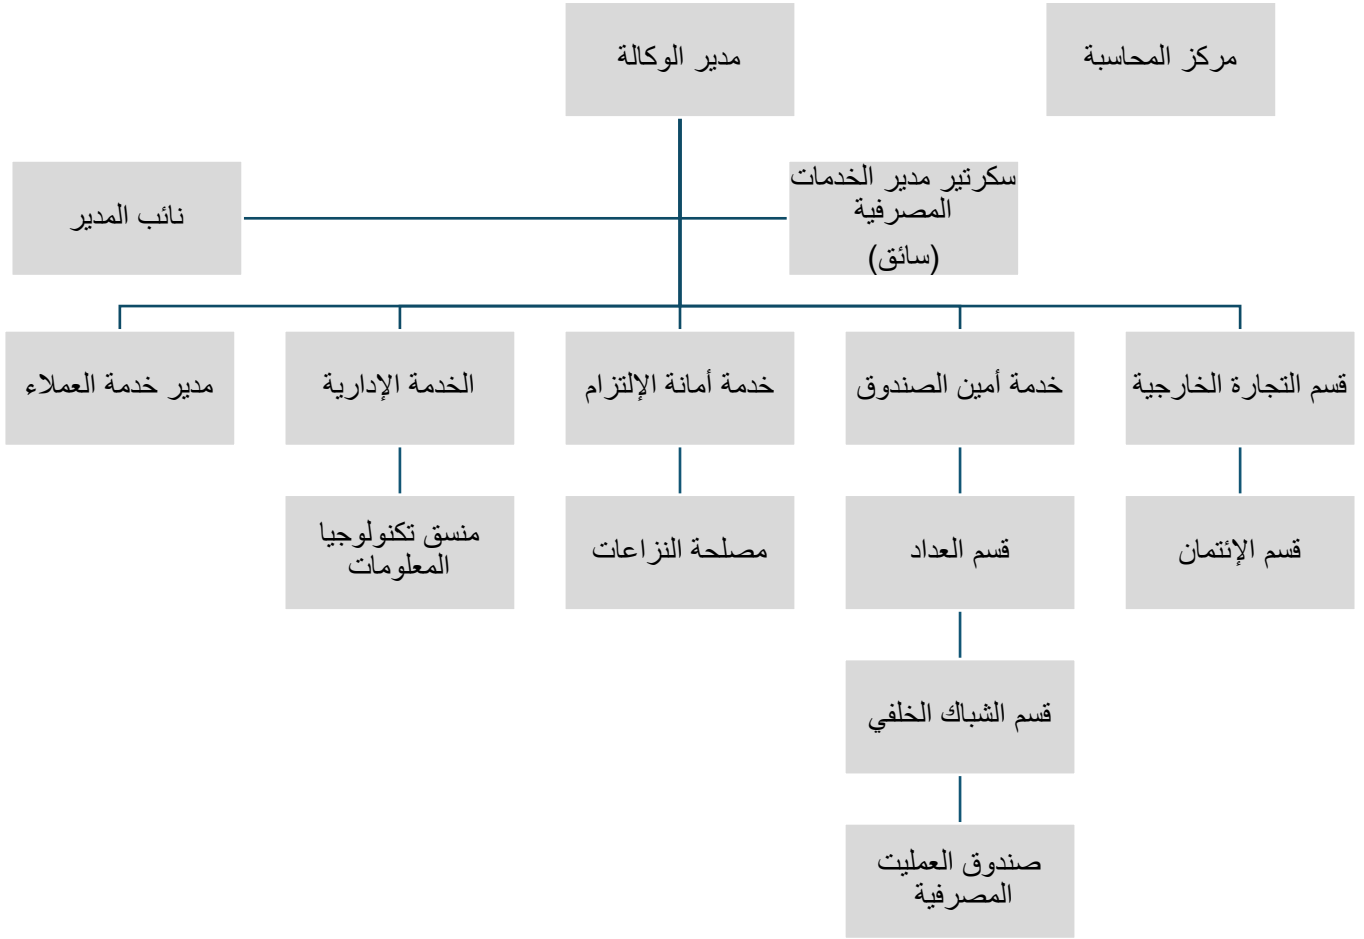 مركز المحاسبة
مدير الوكالة
سكرتير مدير الخدمات
المصرفية
(سائق)
نائب المدير
قسم التجارة الخارجية
خدمة أمين الصندوق
خدمة أمانة الإلتزام
الخدمة الإدارية
مدير خدمة العملاء
قسم الإئتمان
قسم العداد
مصلحة النزاعات
منسق تكنولوجيا
المعلومات
قسم الشباك الخلفي
صندوق العمليت
المصرفية